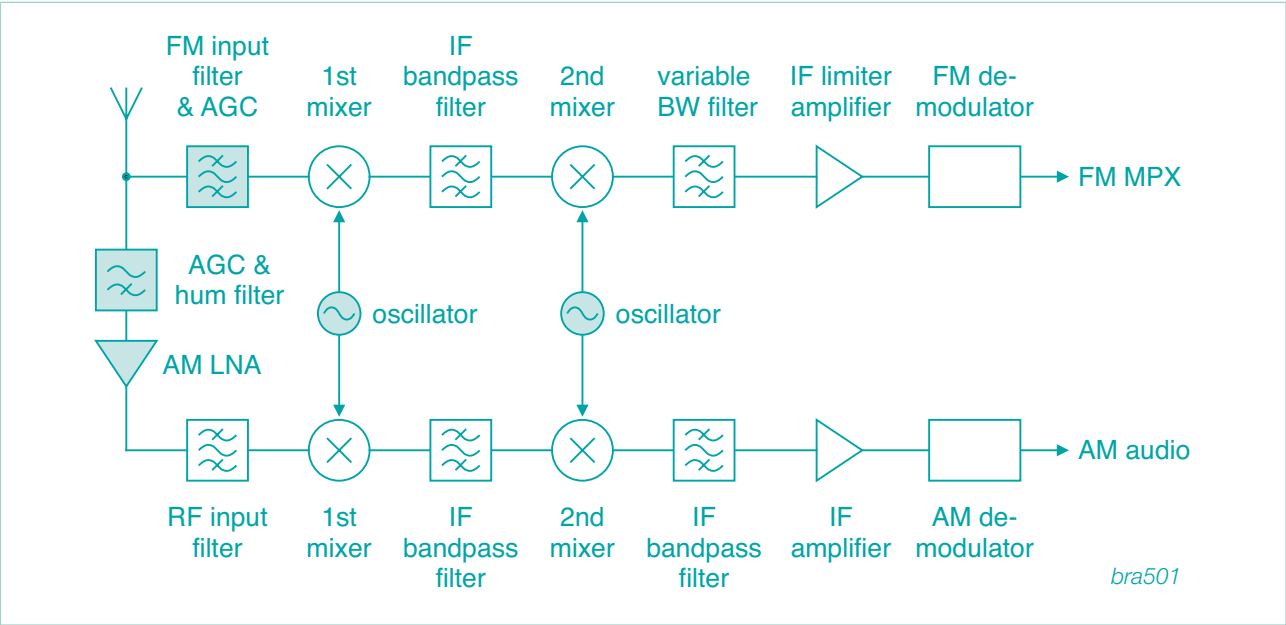 FM input
filter
& AGC
1st
mixer
IF
bandpass
filter
2nd
mixer
variable
BW filter
IF limiter
amplifier
FM de-
modulator
FM MPX
AGC &
hum filter
oscillator
oscillator
AM LNA
AM audio
RF input
filter
1st
mixer
IF
bandpass
filter
2nd
mixer
IF
bandpass
filter
IF
amplifier
AM de-
modulator
bra501